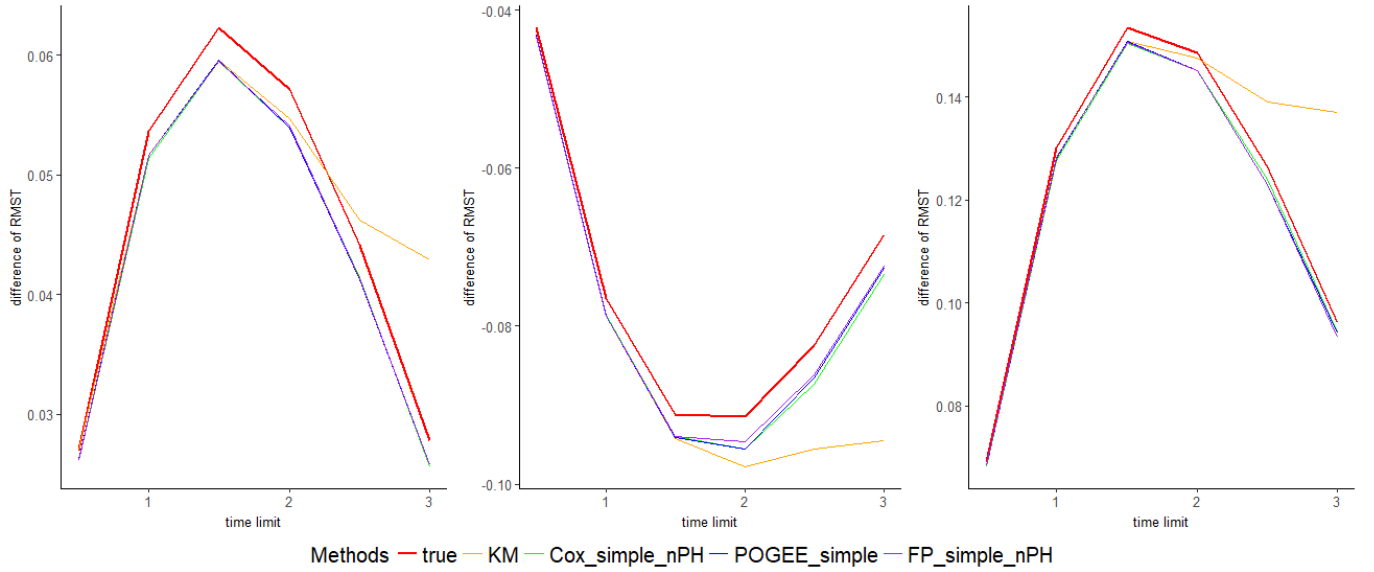 difference of RMST
0.06
0.05
0.04
0.03
1 2 3
time limit
difference of RMST
-0.04
-0.06
-0.08
-0.10
1 2 3
time limit
difference of RMST
0.14
0.12
0.10
0.08
1 2 3
time limit
Methods true KM Cox_simple_nPH POGEE_simple FP_simple_nPH